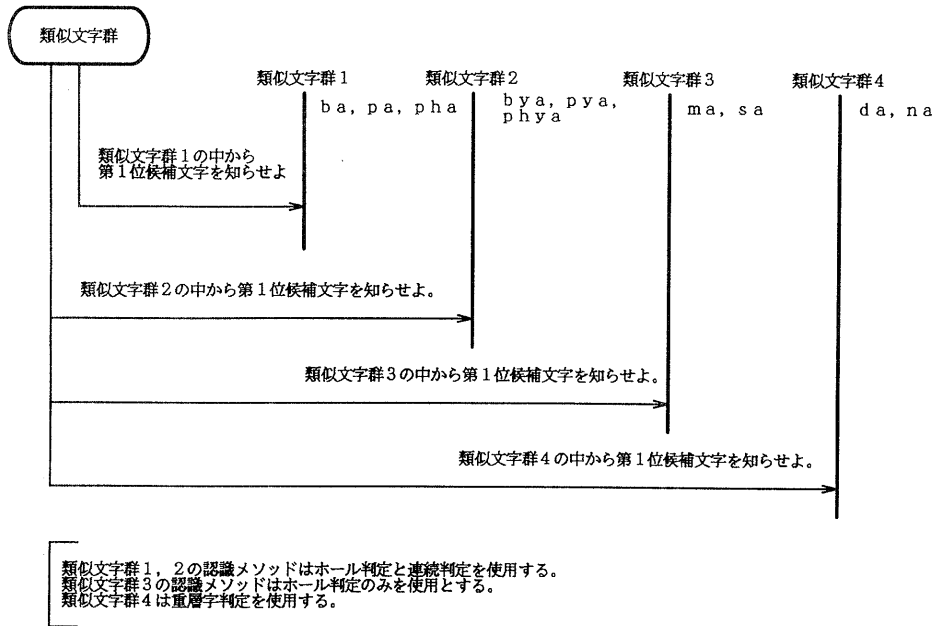 類似文字群
類似文字群1
類似文字群2
類似文字群3
類似文字群4
ba, pa, pha
bya, pya,
phya
ma, sa
da, na
類似文字群1の中から
第1位候補文字を知らせよ
類似文字群2の中から第1位候補文字を知らせよ。
類似文字群3の中から第1位候補文字を知らせよ。
類似文字群4の中から第1位候補文字を知らせよ。
類似文字群1,2の認識メソッドはホール判定と連続判定を使用する。
類似文字群3の認識メソッドはホール判定のみを使用とする。
類似文字群4は重層字判定を使用する。